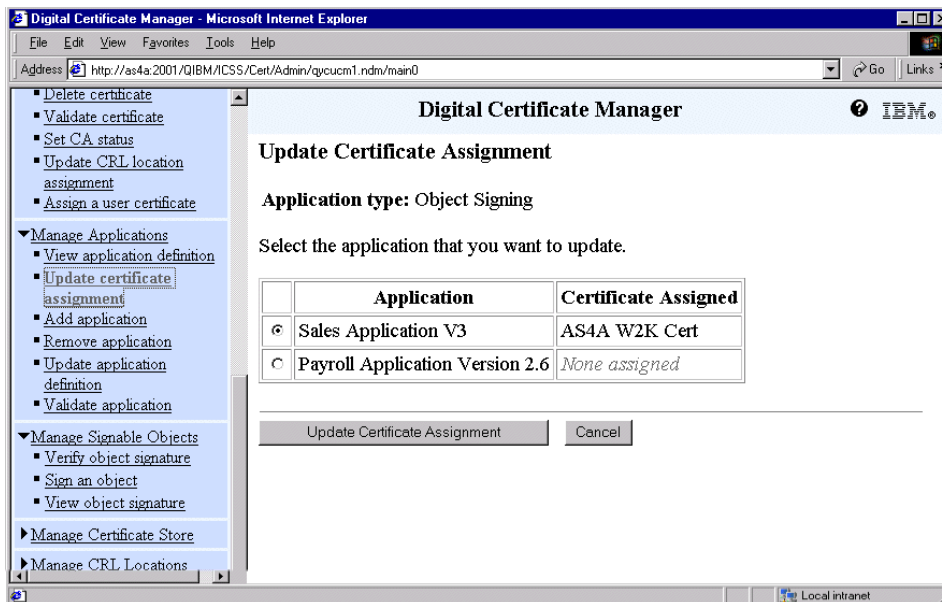 Digital Certificate Manager - Microsoft Internet Explorer
File Edit View Favorites Tools Help
Address http://as4a:2001/QIBM/ICSS/Cert/Admin/qycucm1.ndm/main0 Go Links
Delete certificate
Validate certificate
Set CA status
Update CRL location
assignment
Assign a user certificate
Manage Applications
View application definition
Update certificate
assignment
Add application
Remove application
Update application
definition
Validate application
Manage Signable Objects
Verify object signature
Sign an object
View object signature
Manage Certificate Store
Manage CRL Locations
Digital Certificate Manager
IBM®
Update Certificate Assignment
Application type: Object Signing
Select the application that you want to update.
Application Certificate Assigned
Sales Application V3 AS4A W2K Cert
Payroll Application Version 2.6 None assigned
Update Certificate Assignment Cancel
Local intranet